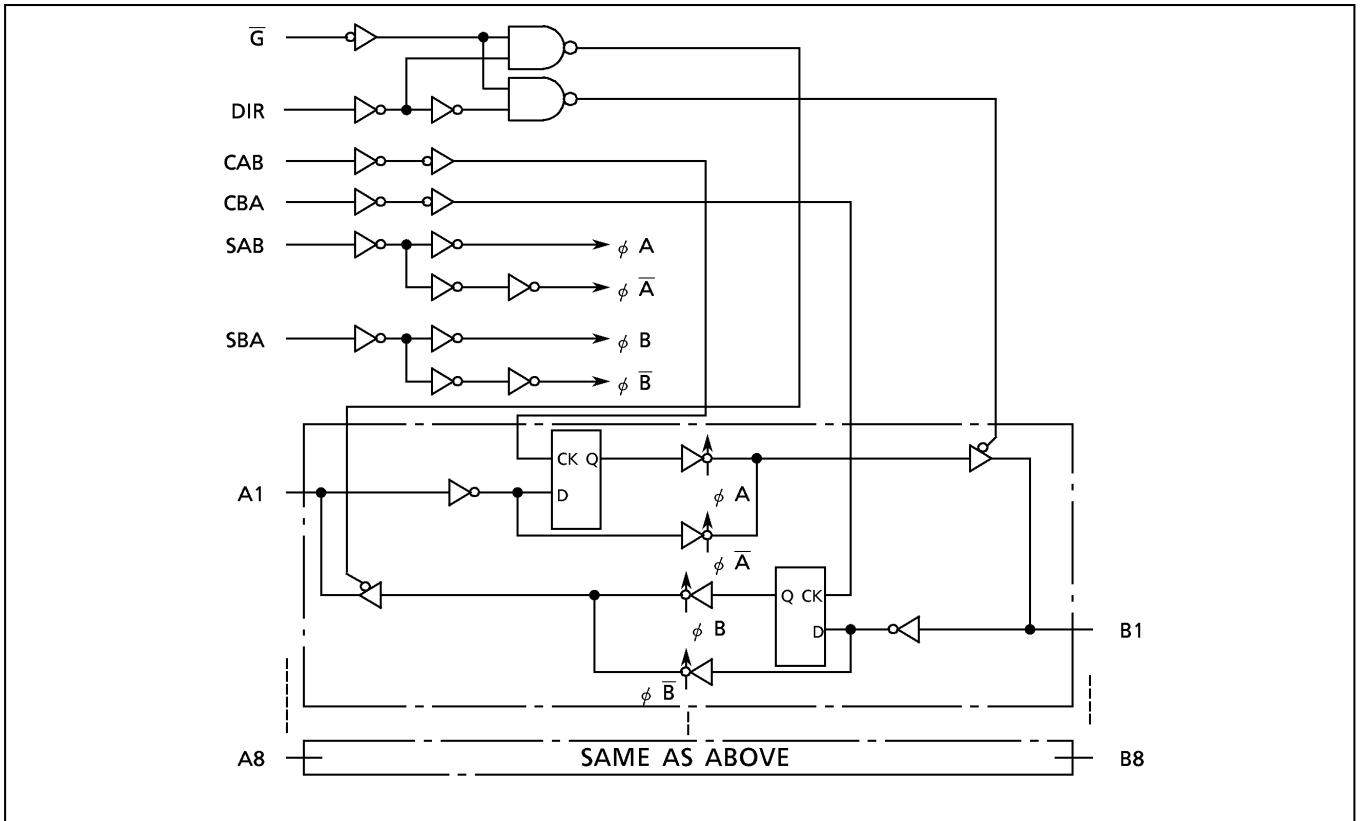 G̅
DIR
CAB
CBA
SAB
ϕ A
ϕ A̅
SBA
ϕ B
ϕ B̅
CK Q
A1
D
ϕ A
ϕ A̅
Q CK
ϕ B
D
B1
ϕ B̅
A8
SAME AS ABOVE
B8